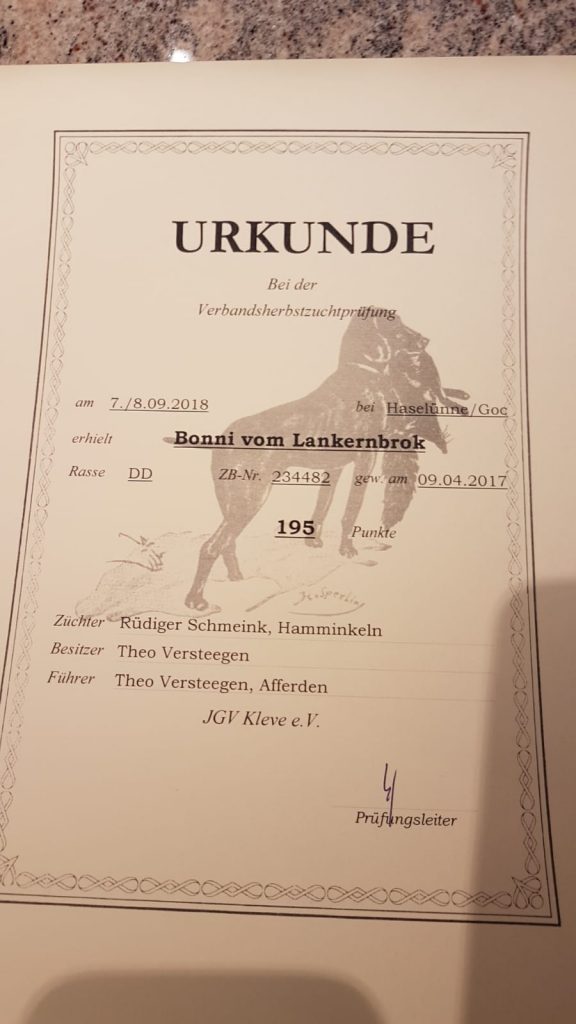 URKUNDE
Bei der
Verbandsherbstzuchtprüfung
am 7./8.09.2018 bei Haselünne/Goc
erhielt Bonni vom Lankernbrok
Rasse DD ZB-Nr. 234482 gew. am 09.04.2017
195 Punkte
H. Sperling
Züchter Rüdiger Schmeink, Hamminkeln
Besitzer Theo Versteegen
Führer Theo Versteegen, Afferden
JGV Kleve e.V.
Prüfungsleiter